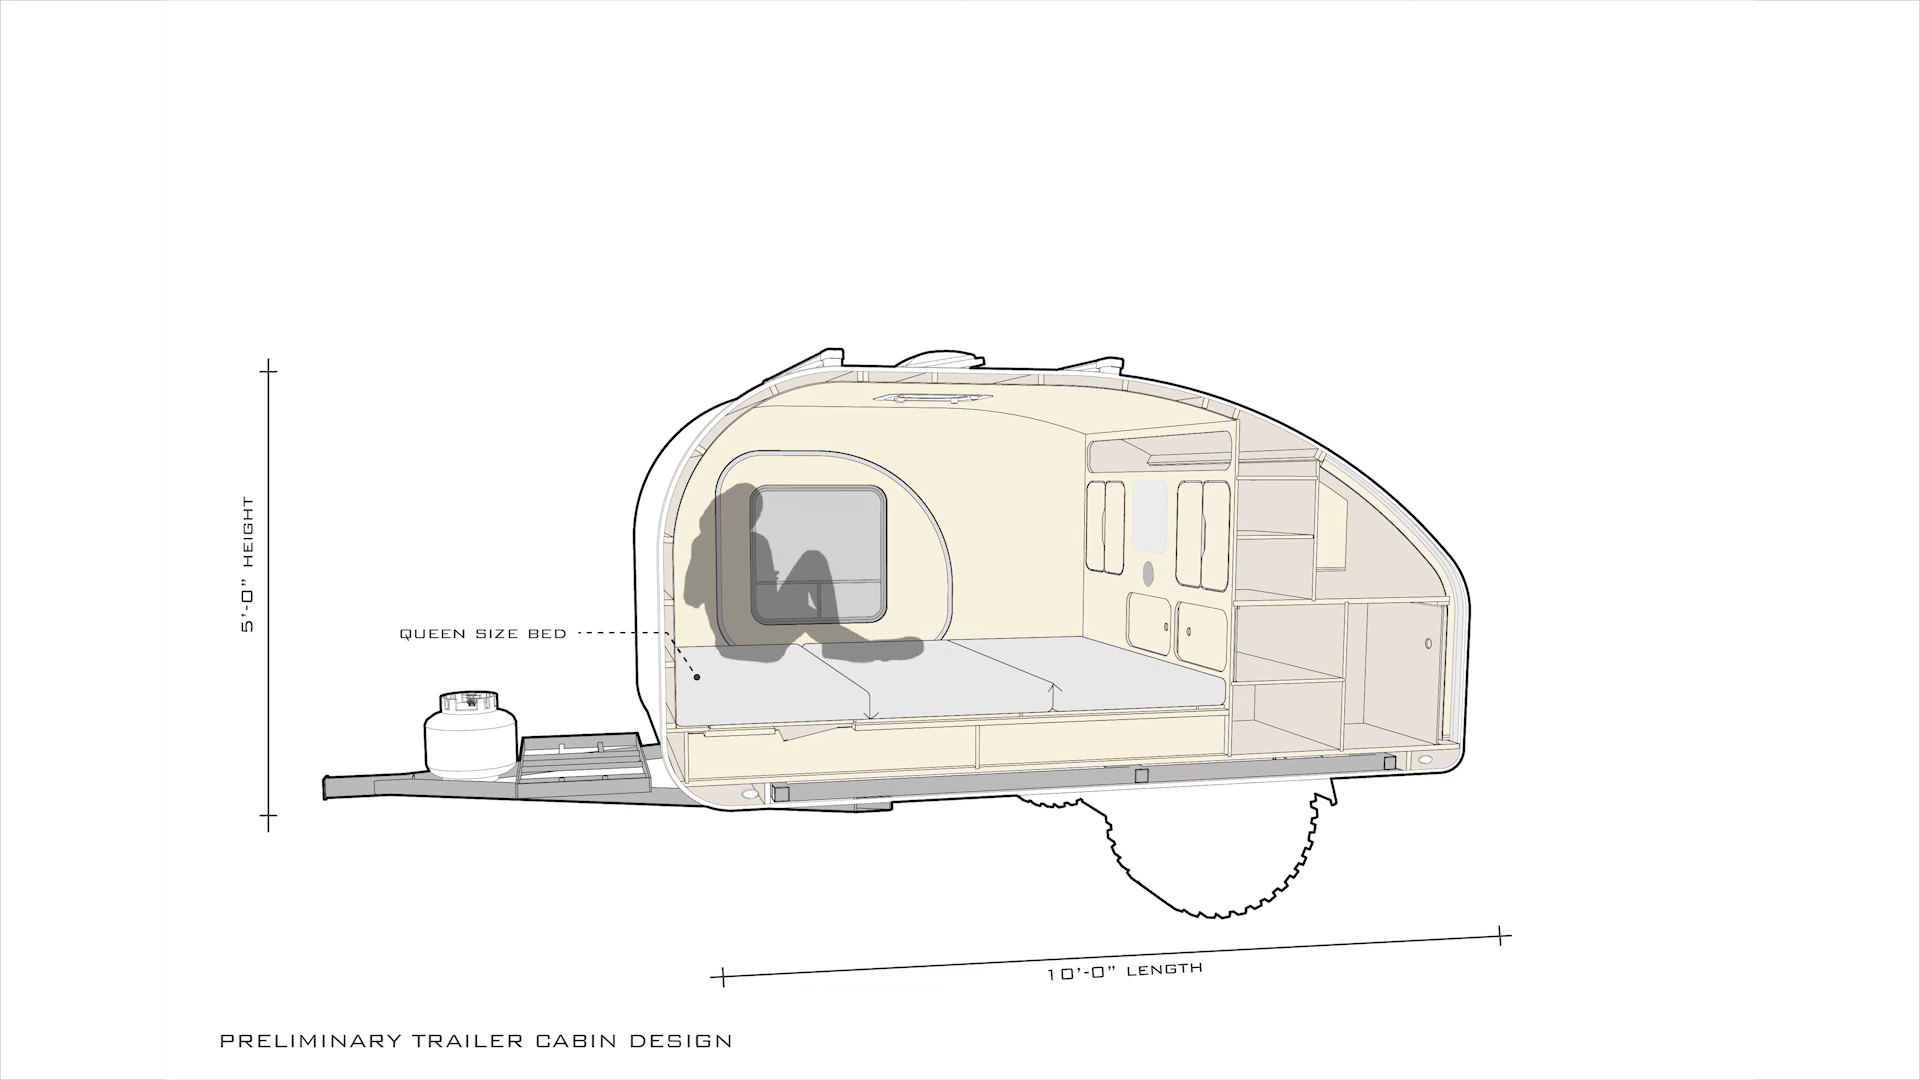 5'-0" HEIGHT
QUEEN SIZE BED
10'-0" LENGTH
PRELIMINARY TRAILER CABIN DESIGN